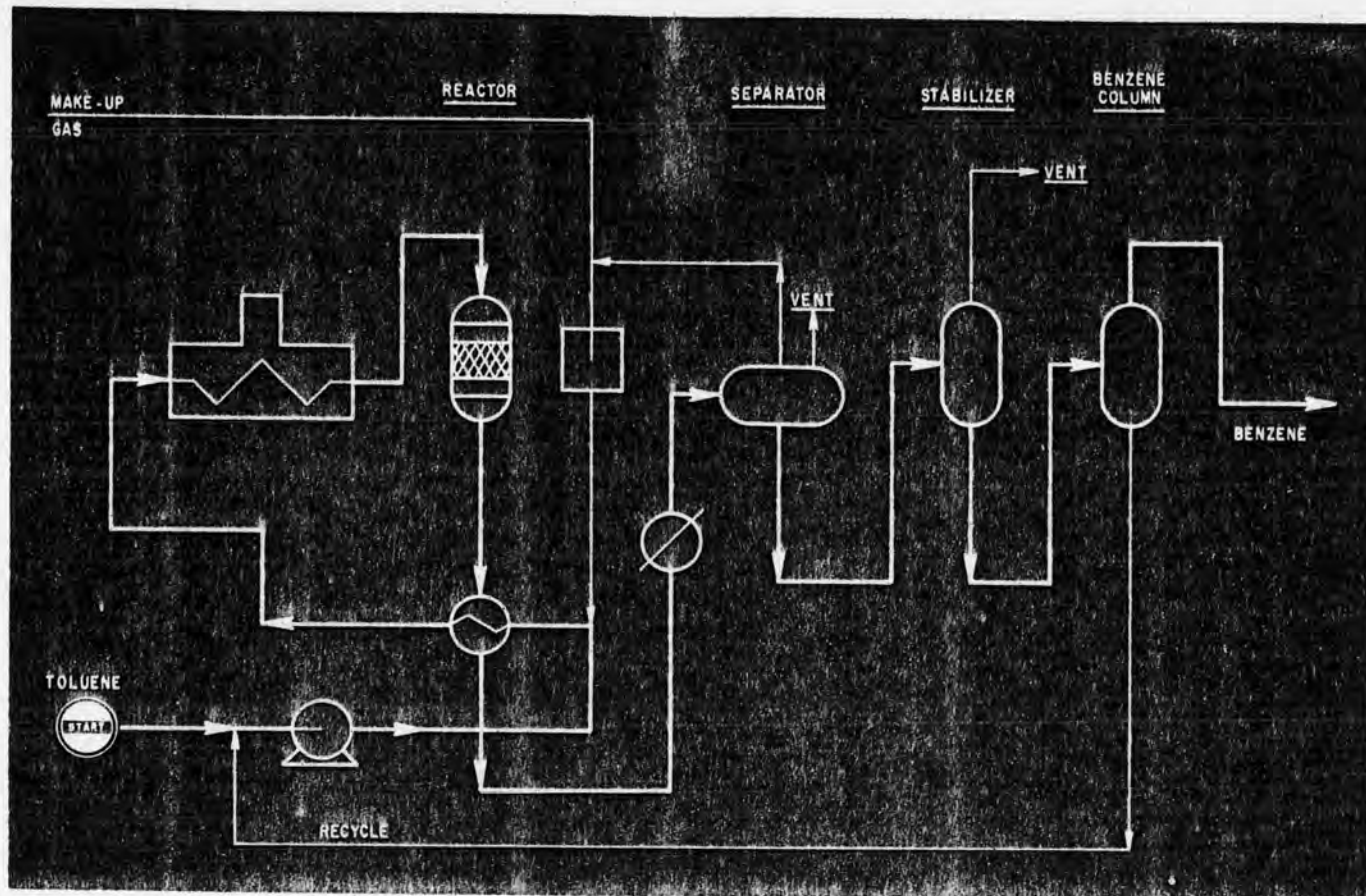 MAKE-UP
GAS
REACTOR
SEPARATOR
STABILIZER
BENZENE
COLUMN
VENT
VENT
BENZENE
TOLUENE
START
RECYCLE